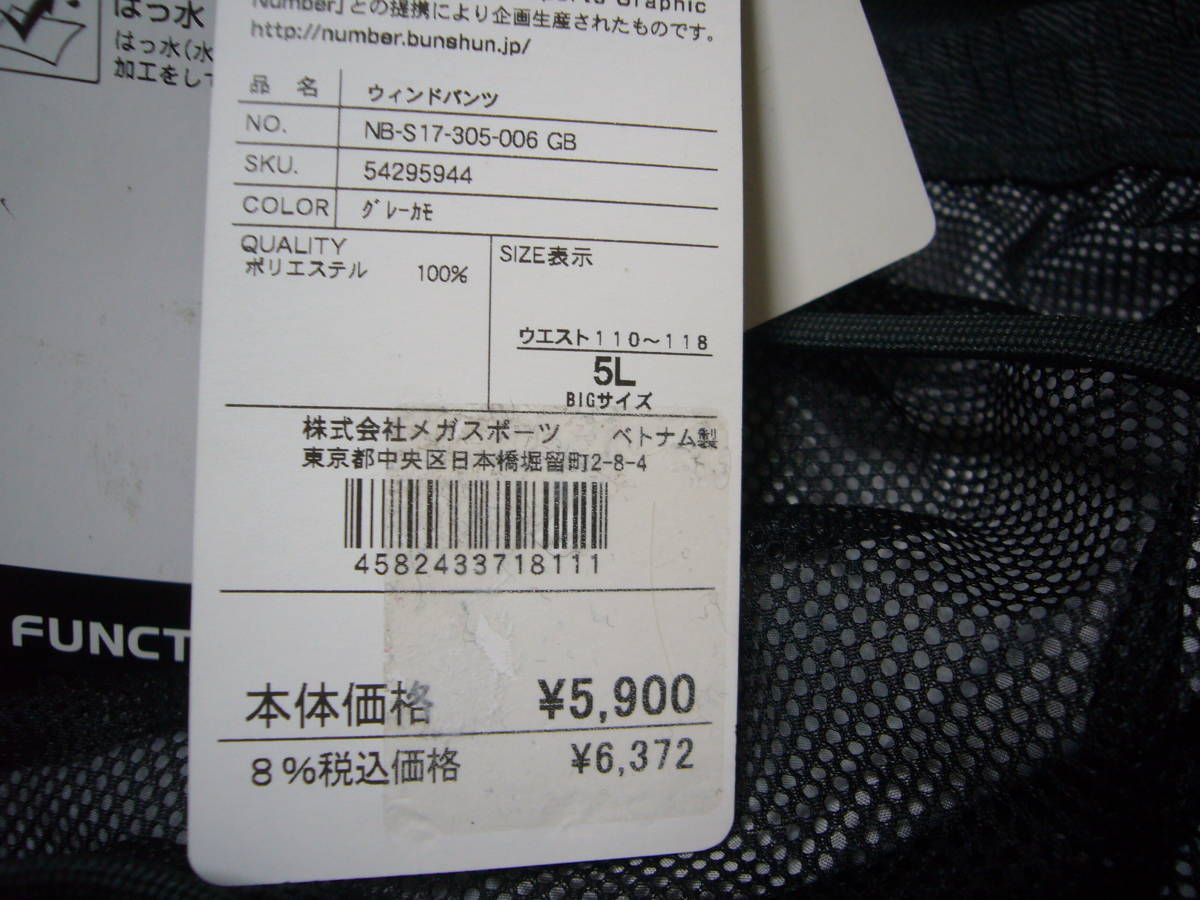 はっ水
はっ水(水
加工をして
Graphic
Number」との提携により企画生産されたものです。
http://number.bunshun.jp/
品 名 ウィンドパンツ
NO. NB-S17-305-006 GB
SKU. 54295944
COLOR グレーカモ
QUALITY
ポリエステル 100%
SIZE表示
ウエスト110～118
5L
BIGサイズ
株式会社メガスポーツ ベトナム製
東京都中央区日本橋堀留町2-8-4
4582433718111
FUNCT
本体価格 ¥5,900
8%税込価格 ¥6,372